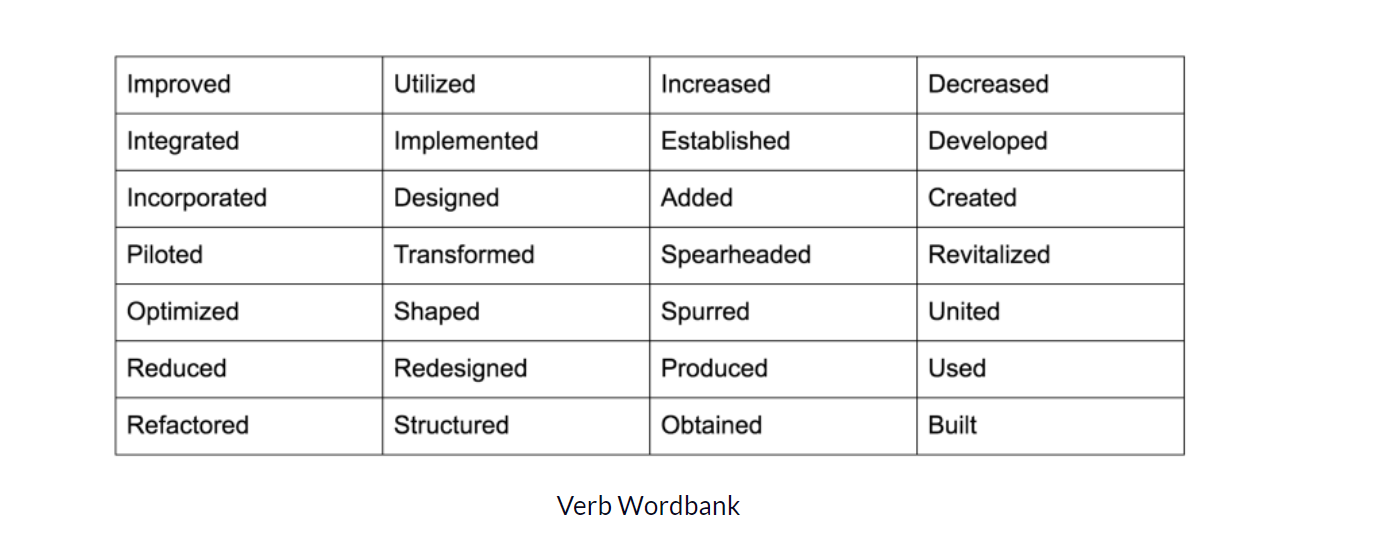 Improved Utilized Increased Decreased
Integrated Implemented Established Developed
Incorporated Designed Added Created
Piloted Transformed Spearheaded Revitalized
Optimized Shaped Spurred United
Reduced Redesigned Produced Used
Refactored Structured Obtained Built
Verb Wordbank